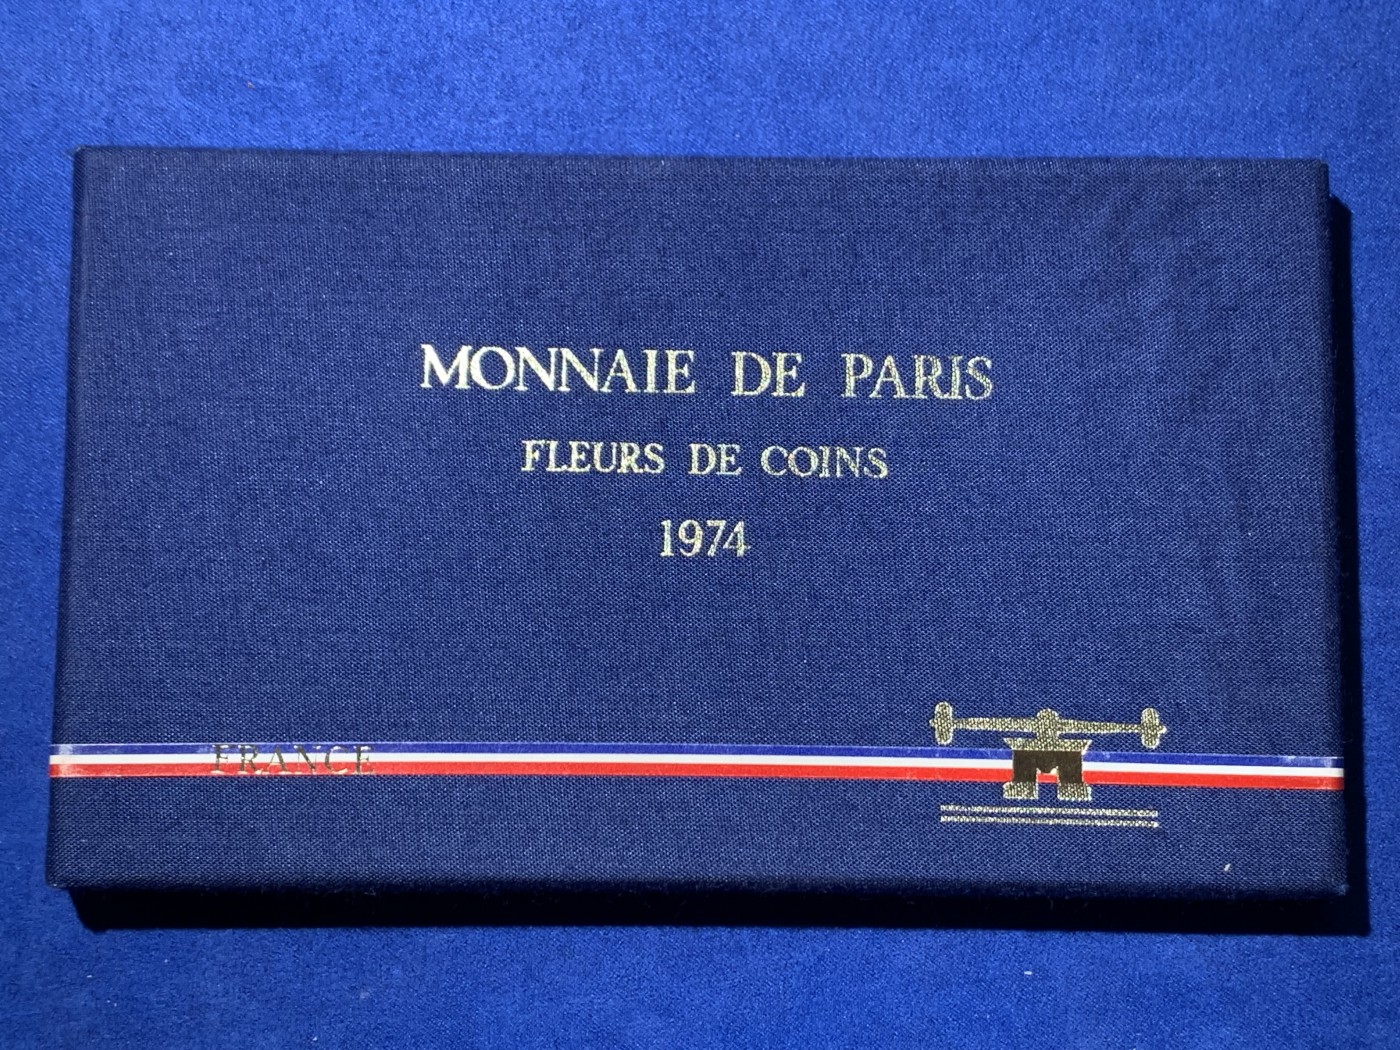 MONNAIE DE PARIS
FLEURS DE COINS
1974
FRANCE